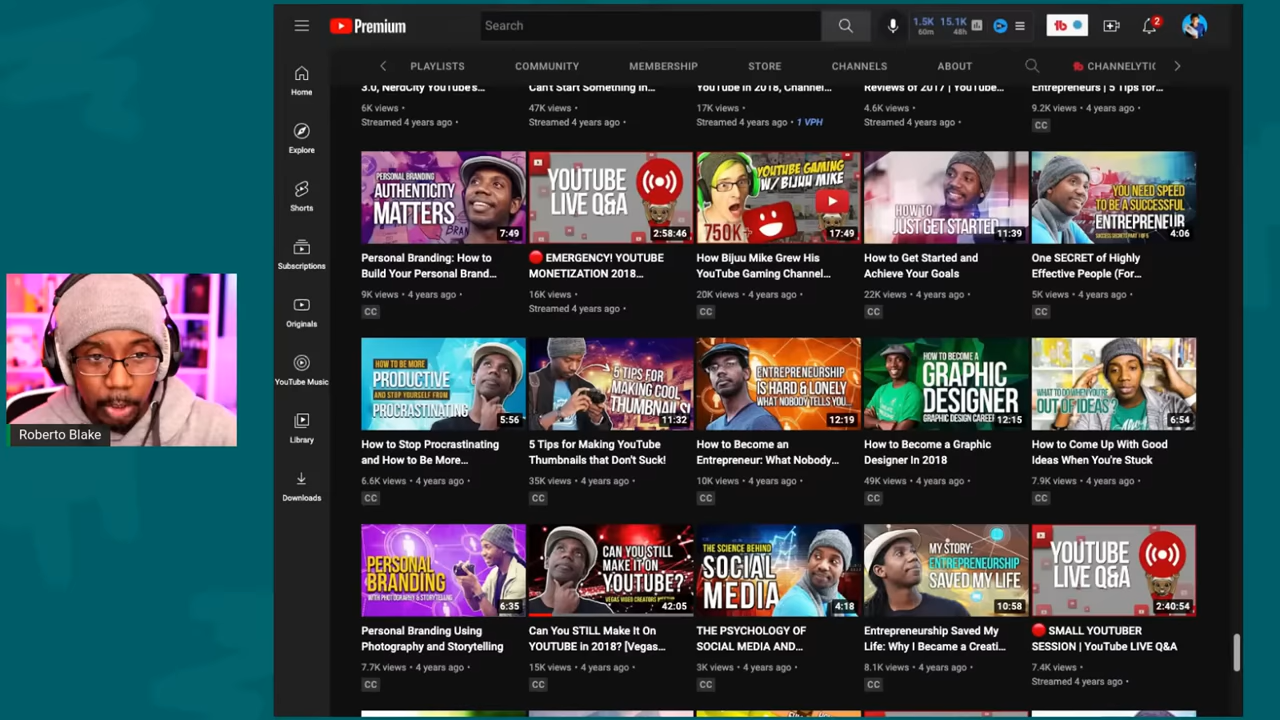 Premium
Search
1.5K 15.1K
60m 48h
2
PLAYLISTS COMMUNITY MEMBERSHIP STORE CHANNELS ABOUT CHANNELYTIC
Home
Explore
Shorts
Subscriptions
Originals
YouTube Music
Library
Downloads
3.0, NerdCity YouTube's...
6K views •
Streamed 4 years ago •
Can't Start Something In...
47K views •
Streamed 4 years ago •
YouTube in 2018, Channel...
17K views •
Streamed 4 years ago • 1 VPH
Reviews of 2017 | YouTube...
4.6K views •
Streamed 4 years ago •
Entrepreneurs | 5 Tips for...
9.2K views • 4 years ago •
CC
PERSONAL BRANDING
AUTHENTICITY
MATTERS
7:49
Personal Branding: How to
Build Your Personal Brand...
9K views • 4 years ago •
CC
YOUTUBE
LIVE Q&A
2:58:46
EMERGENCY! YOUTUBE
MONETIZATION 2018...
16K views •
Streamed 4 years ago •
YOUTUBE GAMING
W/ BIJUU MIKE
750K+
17:49
How Bijuu Mike Grew His
YouTube Gaming Channel...
20K views • 4 years ago •
CC
HOW TO
JUST GET STARTED
11:39
How to Get Started and
Achieve Your Goals
22K views • 4 years ago •
CC
YOU NEED SPEED
TO BE A SUCCESSFUL
ENTREPRENEUR
4:06
One SECRET of Highly
Effective People (For...
5K views • 4 years ago •
CC
HOW TO BE MORE
PRODUCTIVE
AND STOP YOURSELF FROM
PROCRASTINATING
5:56
How to Stop Procrastinating
and How to Be More...
6.6K views • 4 years ago •
CC
5 TIPS FOR
MAKING COOL
THUMBNAILS!
11:32
5 Tips for Making YouTube
Thumbnails that Don't Suck!
35K views • 4 years ago •
CC
ENTREPRENEURSHIP
IS HARD & LONELY
WHAT NOBODY TELLS YOU...
12:19
How to Become an
Entrepreneur: What Nobody...
10K views • 4 years ago •
CC
HOW TO BECOME A
GRAPHIC
DESIGNER
GRAPHIC DESIGN CAREER
12:15
How to Become a Graphic
Designer In 2018
49K views • 4 years ago •
CC
WHAT TO DO WHEN YOU'RE
OUT OF IDEAS?
6:54
How to Come Up With Good
Ideas When You're Stuck
7.9K views • 4 years ago •
CC
Roberto Blake
PERSONAL
BRANDING
WITH PHOTOGRAPHY & STORYTELLING
6:35
Personal Branding Using
Photography and Storytelling
7.7K views • 4 years ago •
CC
CAN YOU STILL
MAKE IT ON
YOUTUBE?
VEGAS VIDEO CREATORS
42:05
Can You STILL Make It On
YOUTUBE in 2018? [Vegas...
15K views • 4 years ago •
CC
THE SCIENCE BEHIND
SOCIAL
MEDIA
4:18
THE PSYCHOLOGY OF
SOCIAL MEDIA AND...
3K views • 4 years ago •
CC
MY STORY:
ENTREPRENEURSHIP
SAVED MY LIFE
10:58
Entrepreneurship Saved My
Life: Why I Became a Creati...
8.1K views • 4 years ago •
CC
YOUTUBE
LIVE Q&A
2:40:54
SMALL YOUTUBER
SESSION | YouTube LIVE Q&A
7.4K views •
Streamed 4 years ago •